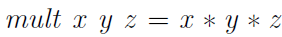 mult x y z = x * y * z